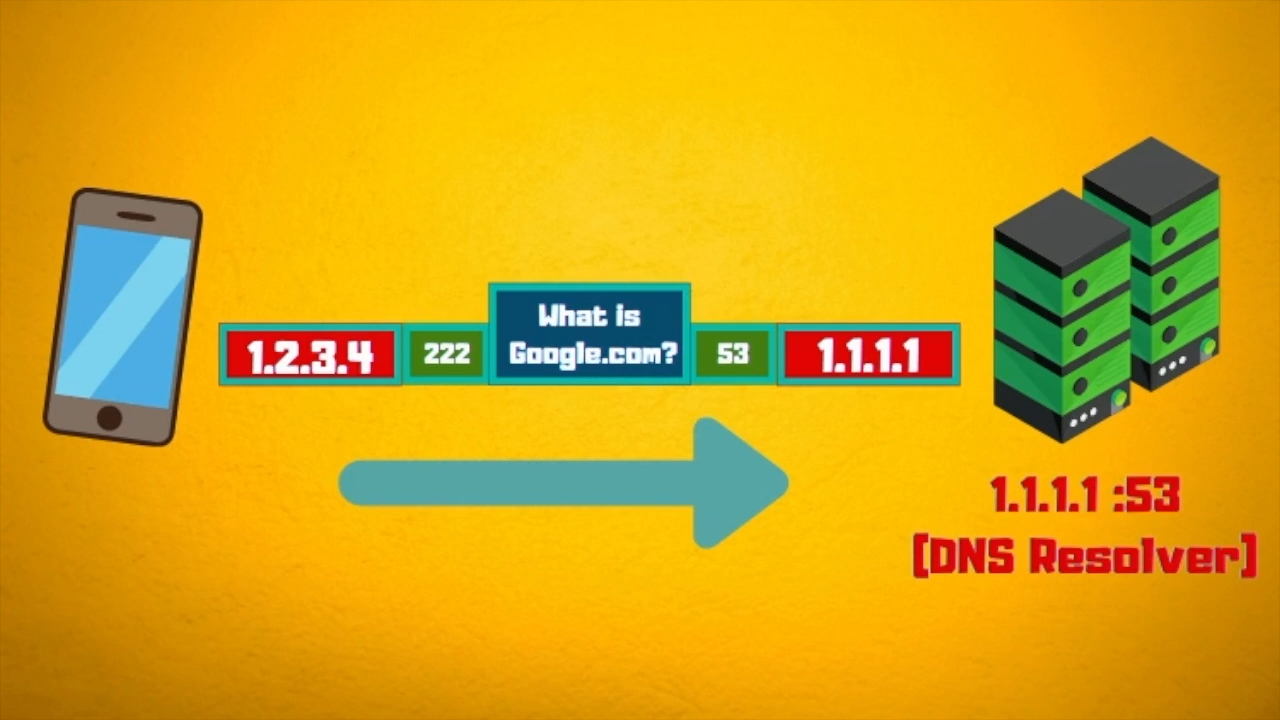 1.2.3.4
222
What is
Google.com?
53
1.1.1.1
1.1.1.1 :53
[DNS Resolver]